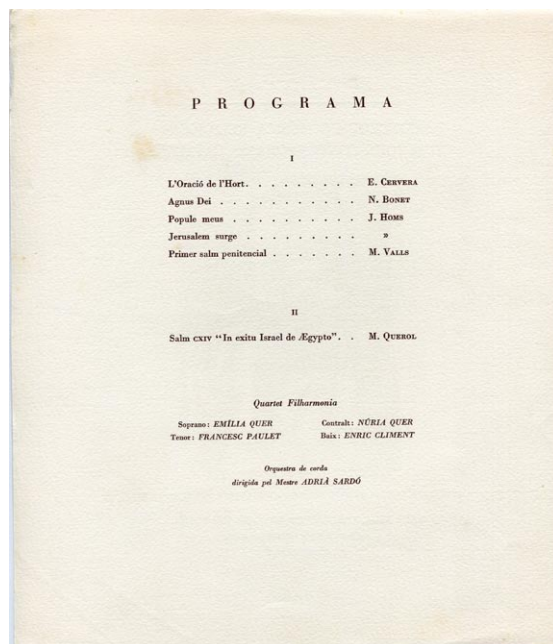 PROGRAMA
I
L'Oració de l'Hort. . . . . . . . . E. CERVERA
Agnus Dei . . . . . . . . . . . N. BONET
Popule meus . . . . . . . . . . J. HOMS
Jerusalem surge . . . . . . . . . »
Primer salm penitencial . . . . . . . M. VALLS
II
Salm CXIV "In exitu Israel de Ægypto". . M. QUEROL
Quartet Filharmonia
Soprano: EMÍLIA QUER Contralt: NÚRIA QUER
Tenor: FRANCESC PAULET Baix: ENRIC CLIMENT
Orquestra de corda
dirigida pel Mestre ADRIÀ SARDÓ